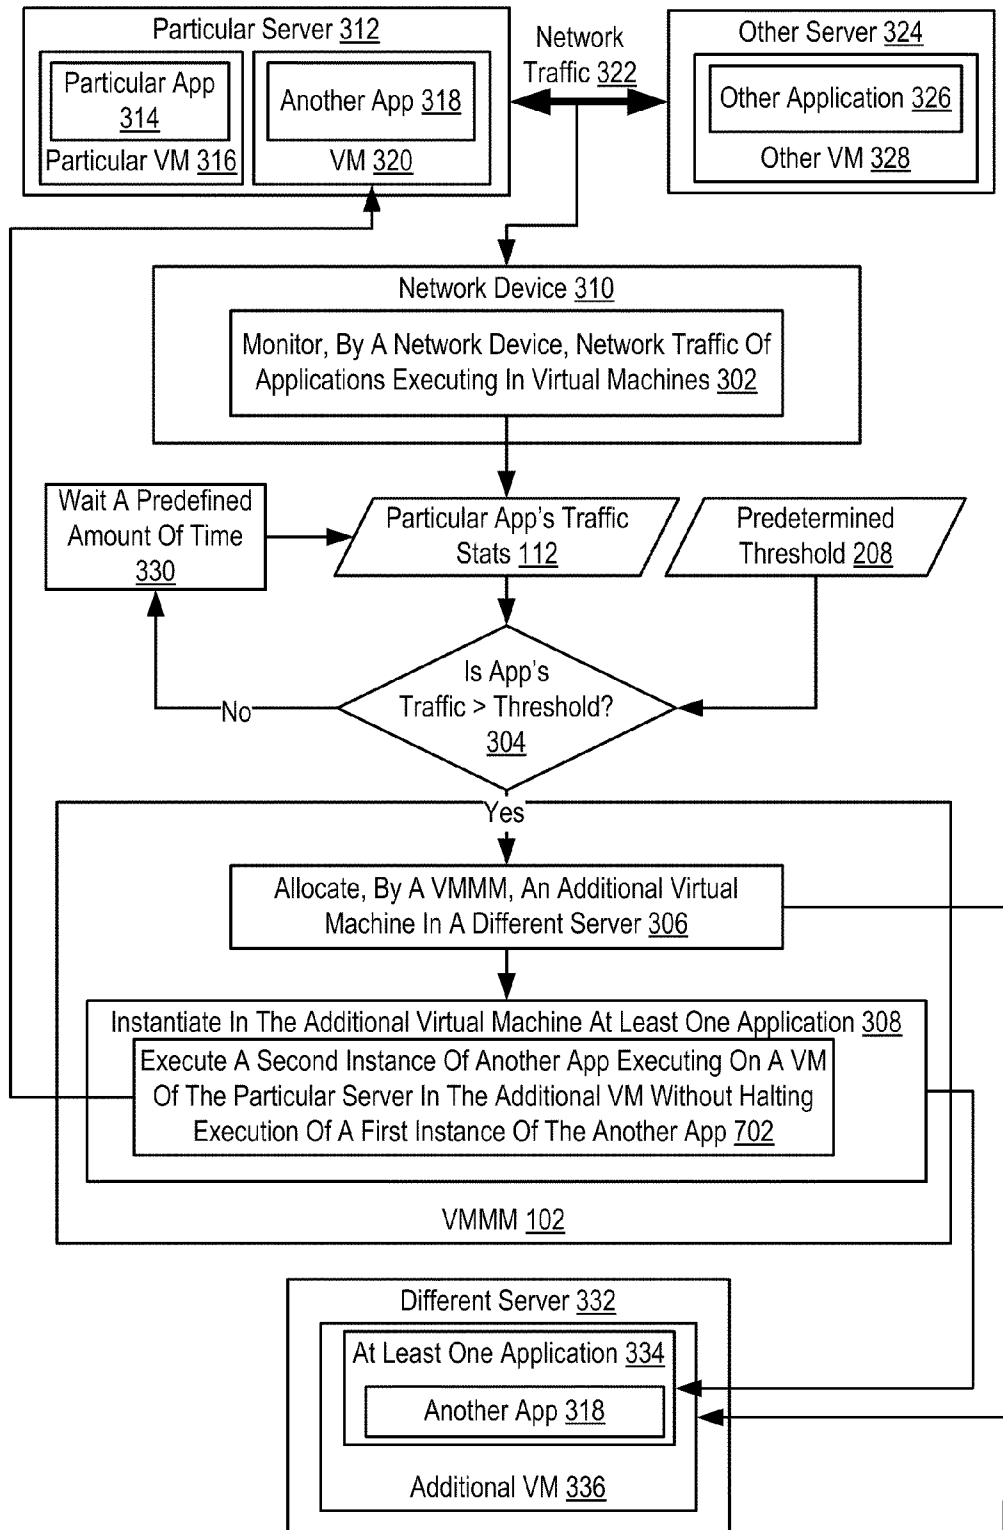 Particular Server 312
Particular App
314
Particular VM 316
Another App 318
VM 320
Network
Traffic 322
Other Server 324
Other Application 326
Other VM 328
Network Device 310
Monitor, By A Network Device, Network Traffic Of
Applications Executing In Virtual Machines 302
Wait A Predefined
Amount Of Time
330
Particular App's Traffic
Stats 112
Predetermined
Threshold 208
Is App's
Traffic > Threshold?
304
No
Yes
Allocate, By A VMMM, An Additional Virtual
Machine In A Different Server 306
Instantiate In The Additional Virtual Machine At Least One Application 308
Execute A Second Instance Of Another App Executing On A VM
Of The Particular Server In The Additional VM Without Halting
Execution Of A First Instance Of The Another App 702
VMMM 102
Different Server 332
At Least One Application 334
Another App 318
Additional VM 336